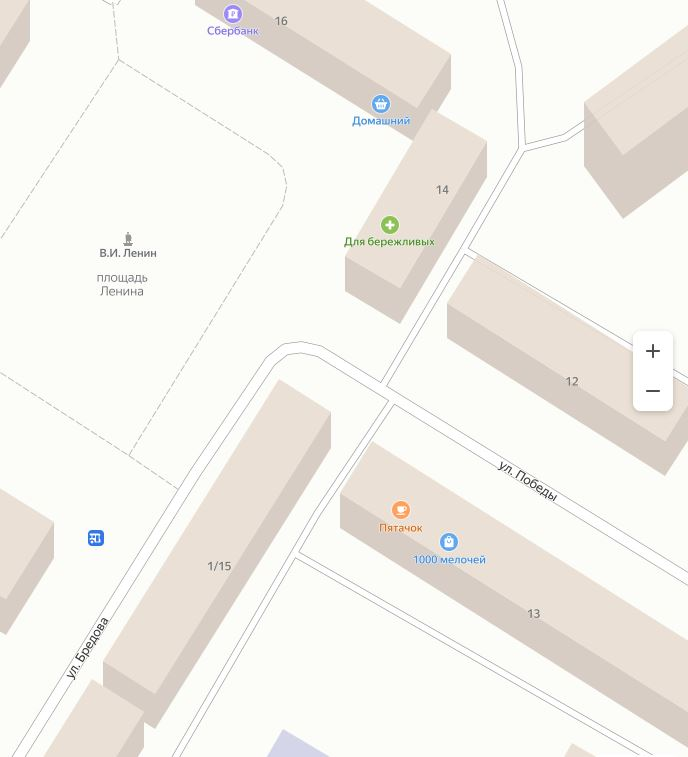 16
Сбербанк
Домашний
14
Для бережливых
В.И. Ленин
площадь
Ленина
12
ул. Победы
Пятачок
1000 мелочей
1/15
13
ул. Бредова
+
−